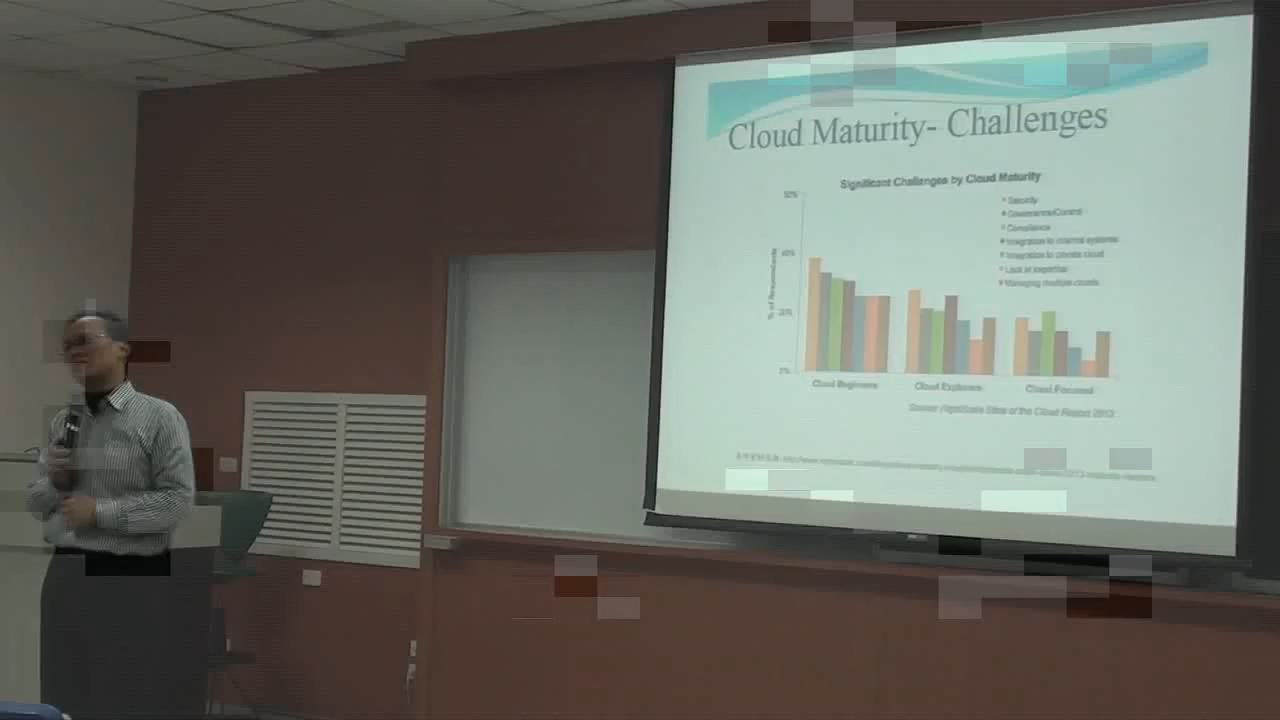 Cloud Maturity- Challenges
Significant Challenges by Cloud Maturity
% of Respondents
Security
Governance/Control
Compliance
Integration to internal systems
Integration to private cloud
Lack of expertise
Managing multiple clouds
Cloud Beginners
Cloud Explorers
Cloud Focused
Source: RightScale State of the Cloud Report 2013